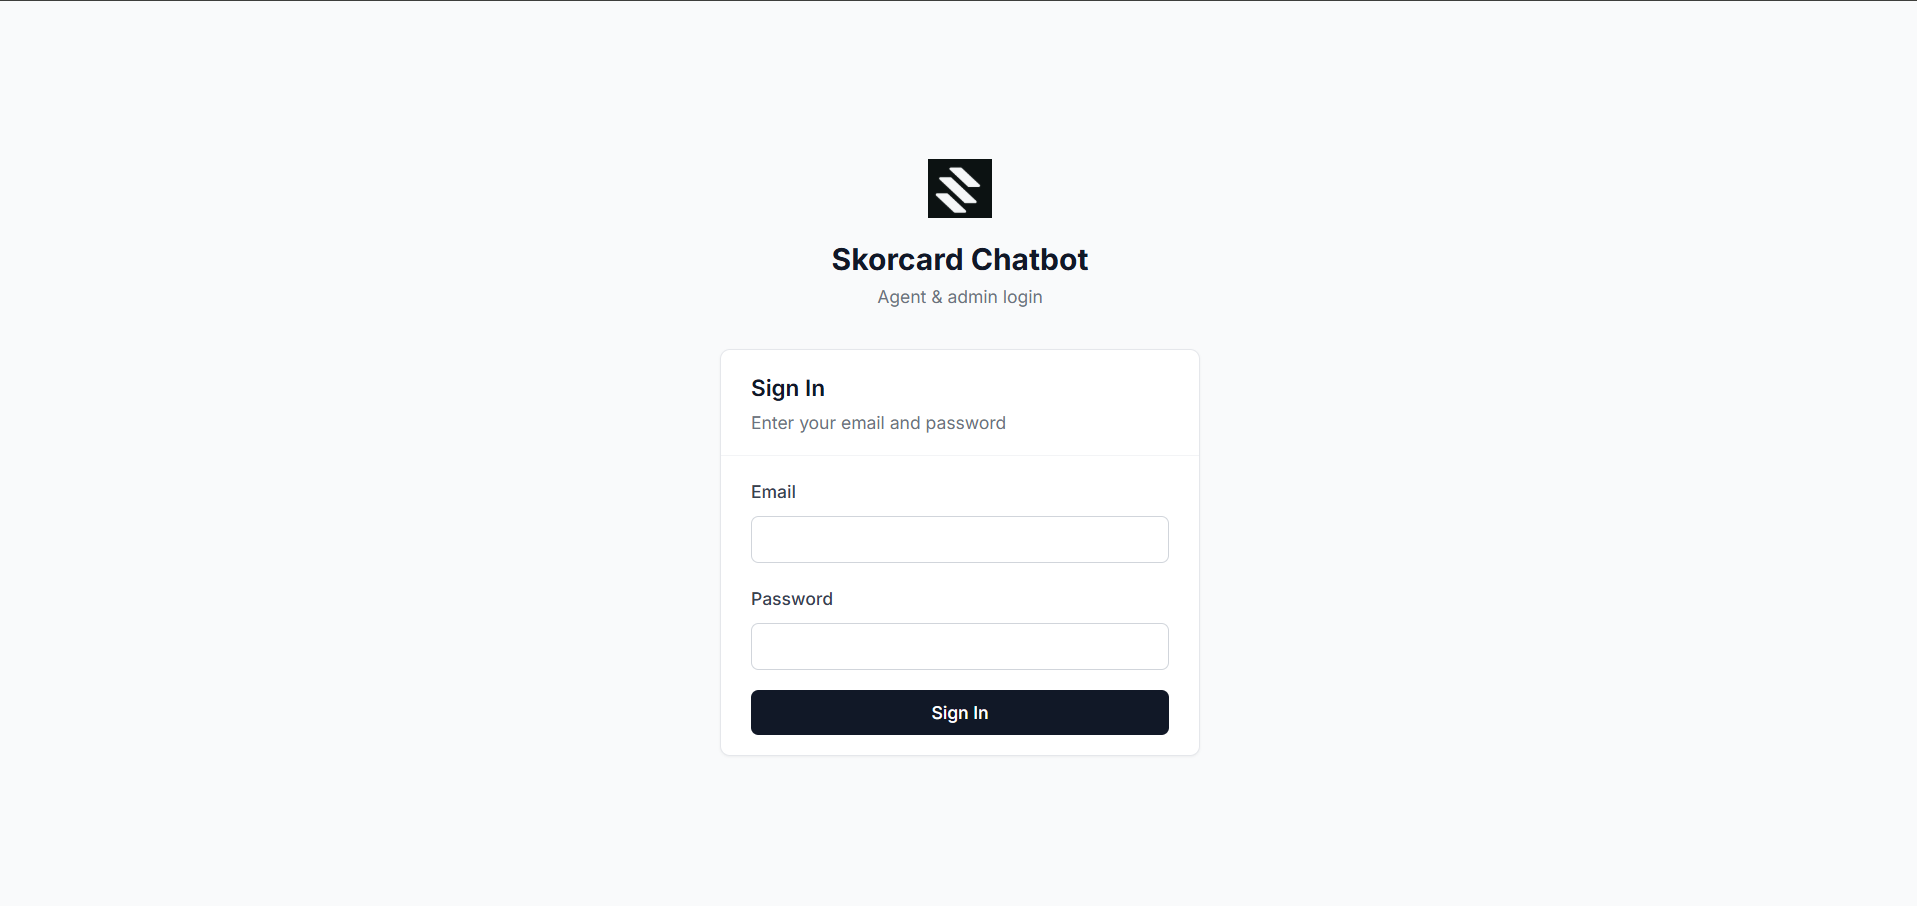 Skorcard Chatbot
Agent & admin login
Sign In
Enter your email and password
Email
Password
Sign In